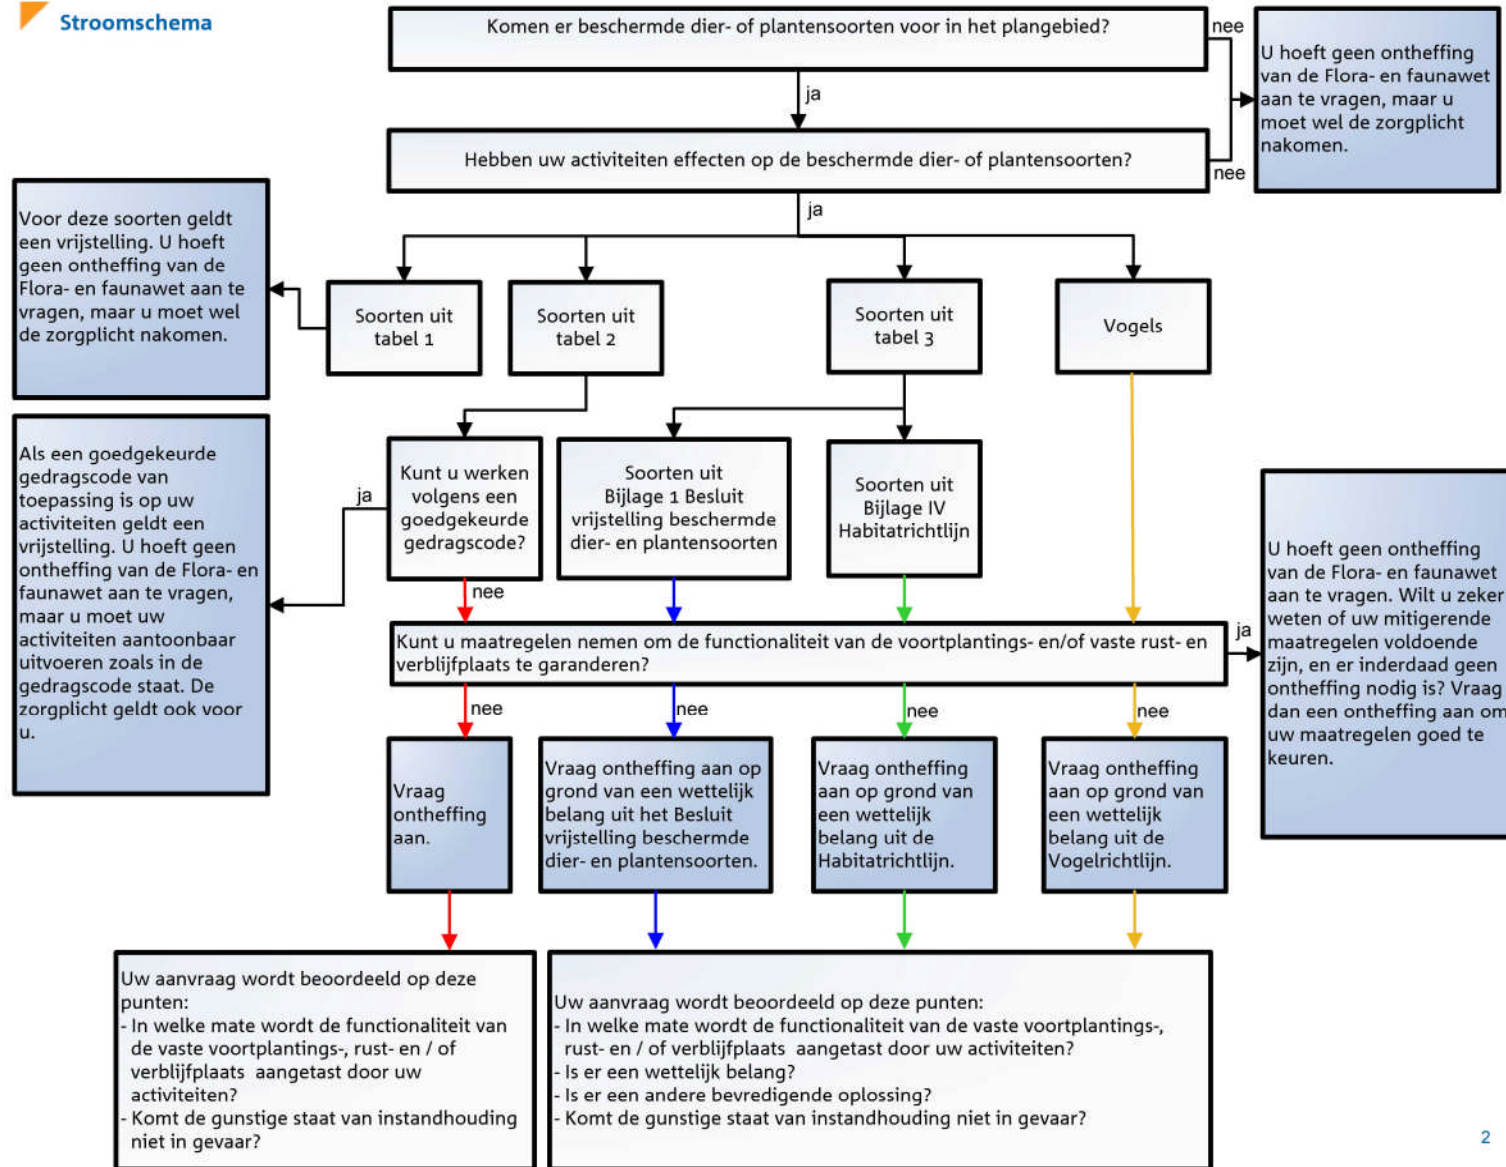 Stroomschema
Komen er beschermde dier- of plantensoorten voor in het plangebied?
nee
U hoeft geen ontheffing
van de Flora- en faunawet
aan te vragen, maar u
moet wel de zorgplicht
nakomen.
ja
Hebben uw activiteiten effecten op de beschermde dier- of plantensoorten?
nee
ja
Voor deze soorten geldt
een vrijstelling. U hoeft
geen ontheffing van de
Flora- en faunawet aan te
vragen, maar u moet wel
de zorgplicht nakomen.
Soorten uit
tabel 1
Soorten uit
tabel 2
Soorten uit
tabel 3
Vogels
Als een goedgekeurde
gedragscode van
toepassing is op uw
activiteiten geldt een
vrijstelling. U hoeft geen
ontheffing van de Flora- en
faunawet aan te vragen,
maar u moet uw
activiteiten aantoonbaar
uitvoeren zoals in de
gedragscode staat. De
zorgplicht geldt ook voor
u.
ja
Kunt u werken
volgens een
goedgekeurde
gedragscode?
Soorten uit
Bijlage 1 Besluit
vrijstelling beschermde
dier- en plantensoorten
Soorten uit
Bijlage IV
Habitatrichtlijn
nee
Kunt u maatregelen nemen om de functionaliteit van de voortplantings- en/of vaste rust- en
verblijfplaats te garanderen?
ja
U hoeft geen ontheffing
van de Flora- en faunawet
aan te vragen. Wilt u zeker
weten of uw mitigerende
maatregelen voldoende
zijn, en er inderdaad geen
ontheffing nodig is? Vraag
dan een ontheffing aan om
uw maatregelen goed te
keuren.
nee
nee
nee
nee
Vraag
ontheffing
aan.
Vraag ontheffing aan op
grond van een wettelijk
belang uit het Besluit
vrijstelling beschermde
dier- en plantensoorten.
Vraag ontheffing
aan op grond van
een wettelijk
belang uit de
Habitatrichtlijn.
Vraag ontheffing
aan op grond van
een wettelijk
belang uit de
Vogelrichtlijn.
Uw aanvraag wordt beoordeeld op deze
punten:
- In welke mate wordt de functionaliteit van
de vaste voortplantings-, rust- en / of
verblijfplaats aangetast door uw
activiteiten?
- Komt de gunstige staat van instandhouding
niet in gevaar?
Uw aanvraag wordt beoordeeld op deze punten:
- In welke mate wordt de functionaliteit van de vaste voortplantings-,
rust- en / of verblijfplaats aangetast door uw activiteiten?
- Is er een wettelijk belang?
- Is er een andere bevredigende oplossing?
- Komt de gunstige staat van instandhouding niet in gevaar?
2